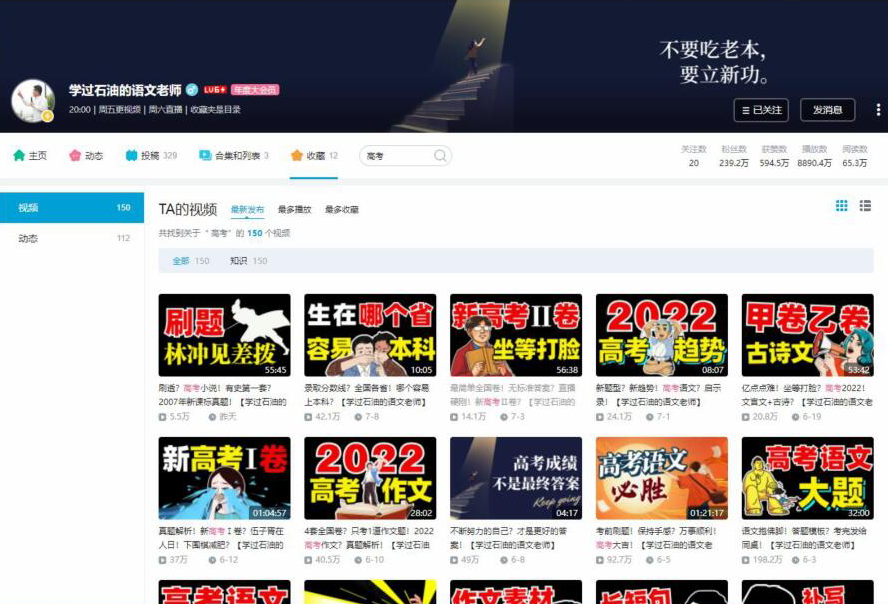 不要吃老本，
要立新功。
学过石油的语文老师 LV6 年度大会员
20:00 | 周五更视频 | 周六直播 | 收藏夹是目录
已关注 发消息
主页 动态 投稿 329 合集和列表 3 收藏 12 高考
关注数 粉丝数 获赞数 播放数 阅读数
20 239.2万 594.5万 8890.4万 65.3万
视频 150
动态 112
TA的视频 最新发布 最多播放 最多收藏
共找到关于“高考”的 150 个视频
全部 150 知识 150
刷题
林冲见差拨
55:45
刷洛？高考小说！有史第一套？
2007年新课标真题！【学过石油的
5.5万 昨天
生在哪个省
容易 本科
10:05
录取分数线？全国各省！哪个容易
上本科？【学过石油的语文老师】
42.1万 7-8
新高考II卷
坐等打脸
56:38
最简单全国卷！无标准答案？直播
硬刚！新高考Ⅱ卷？【学过石油的
14.1万 7-3
2022
高考 趋势
08:07
新题型？新趋势！高考语文？启示
录！【学过石油的语文老师】
24.1万 7-1
甲卷乙卷
古诗文
53:42
亿点点难！坐等打脸？高考2022！
文言文+古诗？【学过石油的语文老
20.8万 6-19
新高考I卷
01:04:57
真题解析！新高考Ⅰ卷？伍子胥在
人日！下围棋减肥？【学过石油的
37万 6-12
2022
高考 作文
28:02
4套全国卷？只考1道作文题！2022
高考作文？真题解析！【学过石油
40.5万 6-10
高考成绩
不是最终答案
Keep going
04:17
不断努力的自己？才是更好的答
案！【学过石油的语文老师】
49万 6-8
高考语文
必胜
01:21:17
考前刷题！保持手感？万事顺利！
高考大吉！【学过石油的语文老
92.7万 6-5
高考语文
大题
32:00
语文抱佛脚！答题模板？考完发给
同桌！【学过石油的语文老师】
198.2万 6-3
高考语文
作文素材
长短句
补写